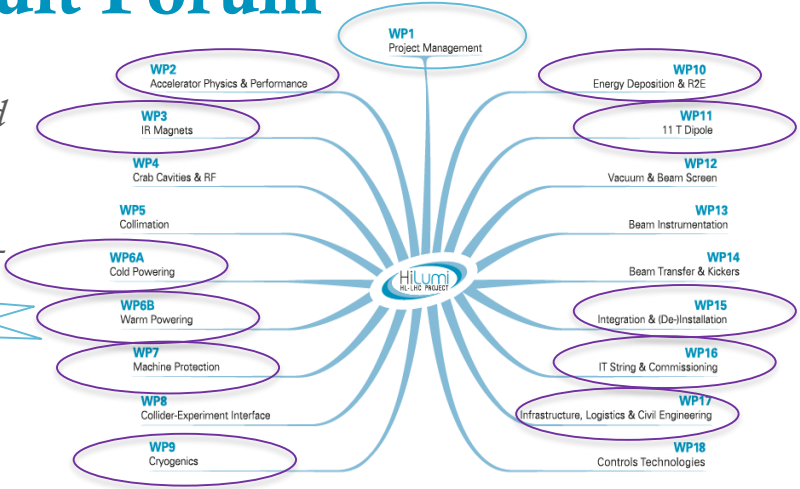 WP1
Project Management
WP2
Accelerator Physics & Performance
WP3
IR Magnets
WP4
Crab Cavities & RF
WP5
Collimation
WP6A
Cold Powering
WP6B
Warm Powering
WP7
Machine Protection
WP8
Collider-Experiment Interface
WP9
Cryogenics
HiLumi
HL-LHC PROJECT
WP10
Energy Deposition & R2E
WP11
11 T Dipole
WP12
Vacuum & Beam Screen
WP13
Beam Instrumentation
WP14
Beam Transfer & Kickers
WP15
Integration & (De-)Installation
WP16
IT String & Commissioning
WP17
Infrastructure, Logistics & Civil Engineering
WP18
Controls Technologies